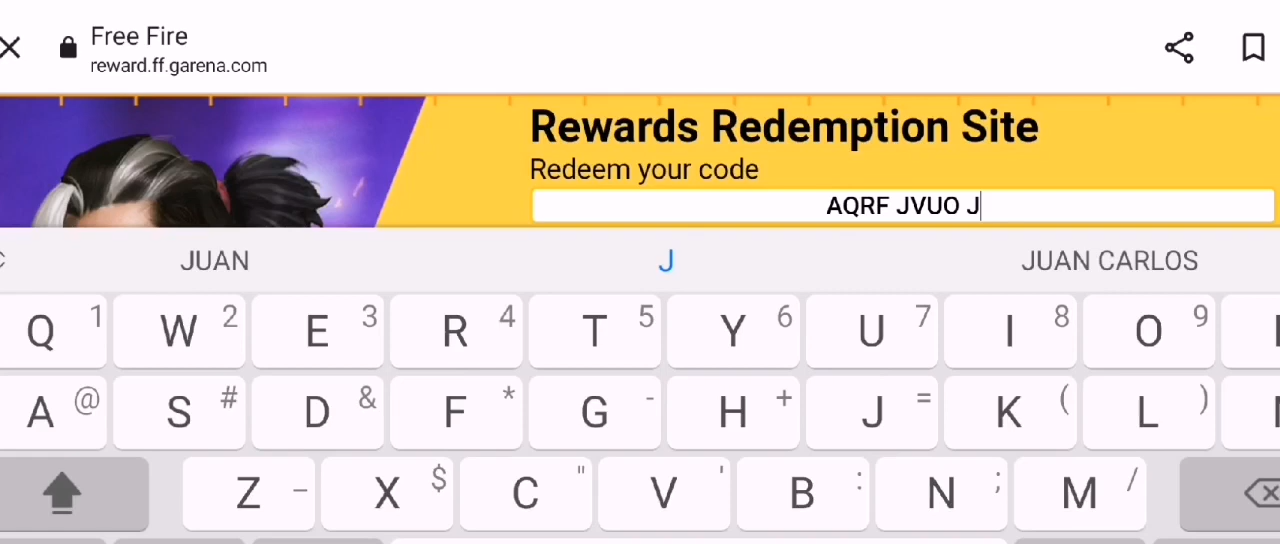 Free Fire
reward.ff.garena.com
Rewards Redemption Site
Redeem your code
AQRF JVUO J
JUAN J JUAN CARLOS
Q 1 W 2 E 3 R 4 T 5 Y 6 U 7 I 8 O 9
A @ S # D & F * G - H + J = K ( L )
Z _ X $ C " V ' B : N ; M /